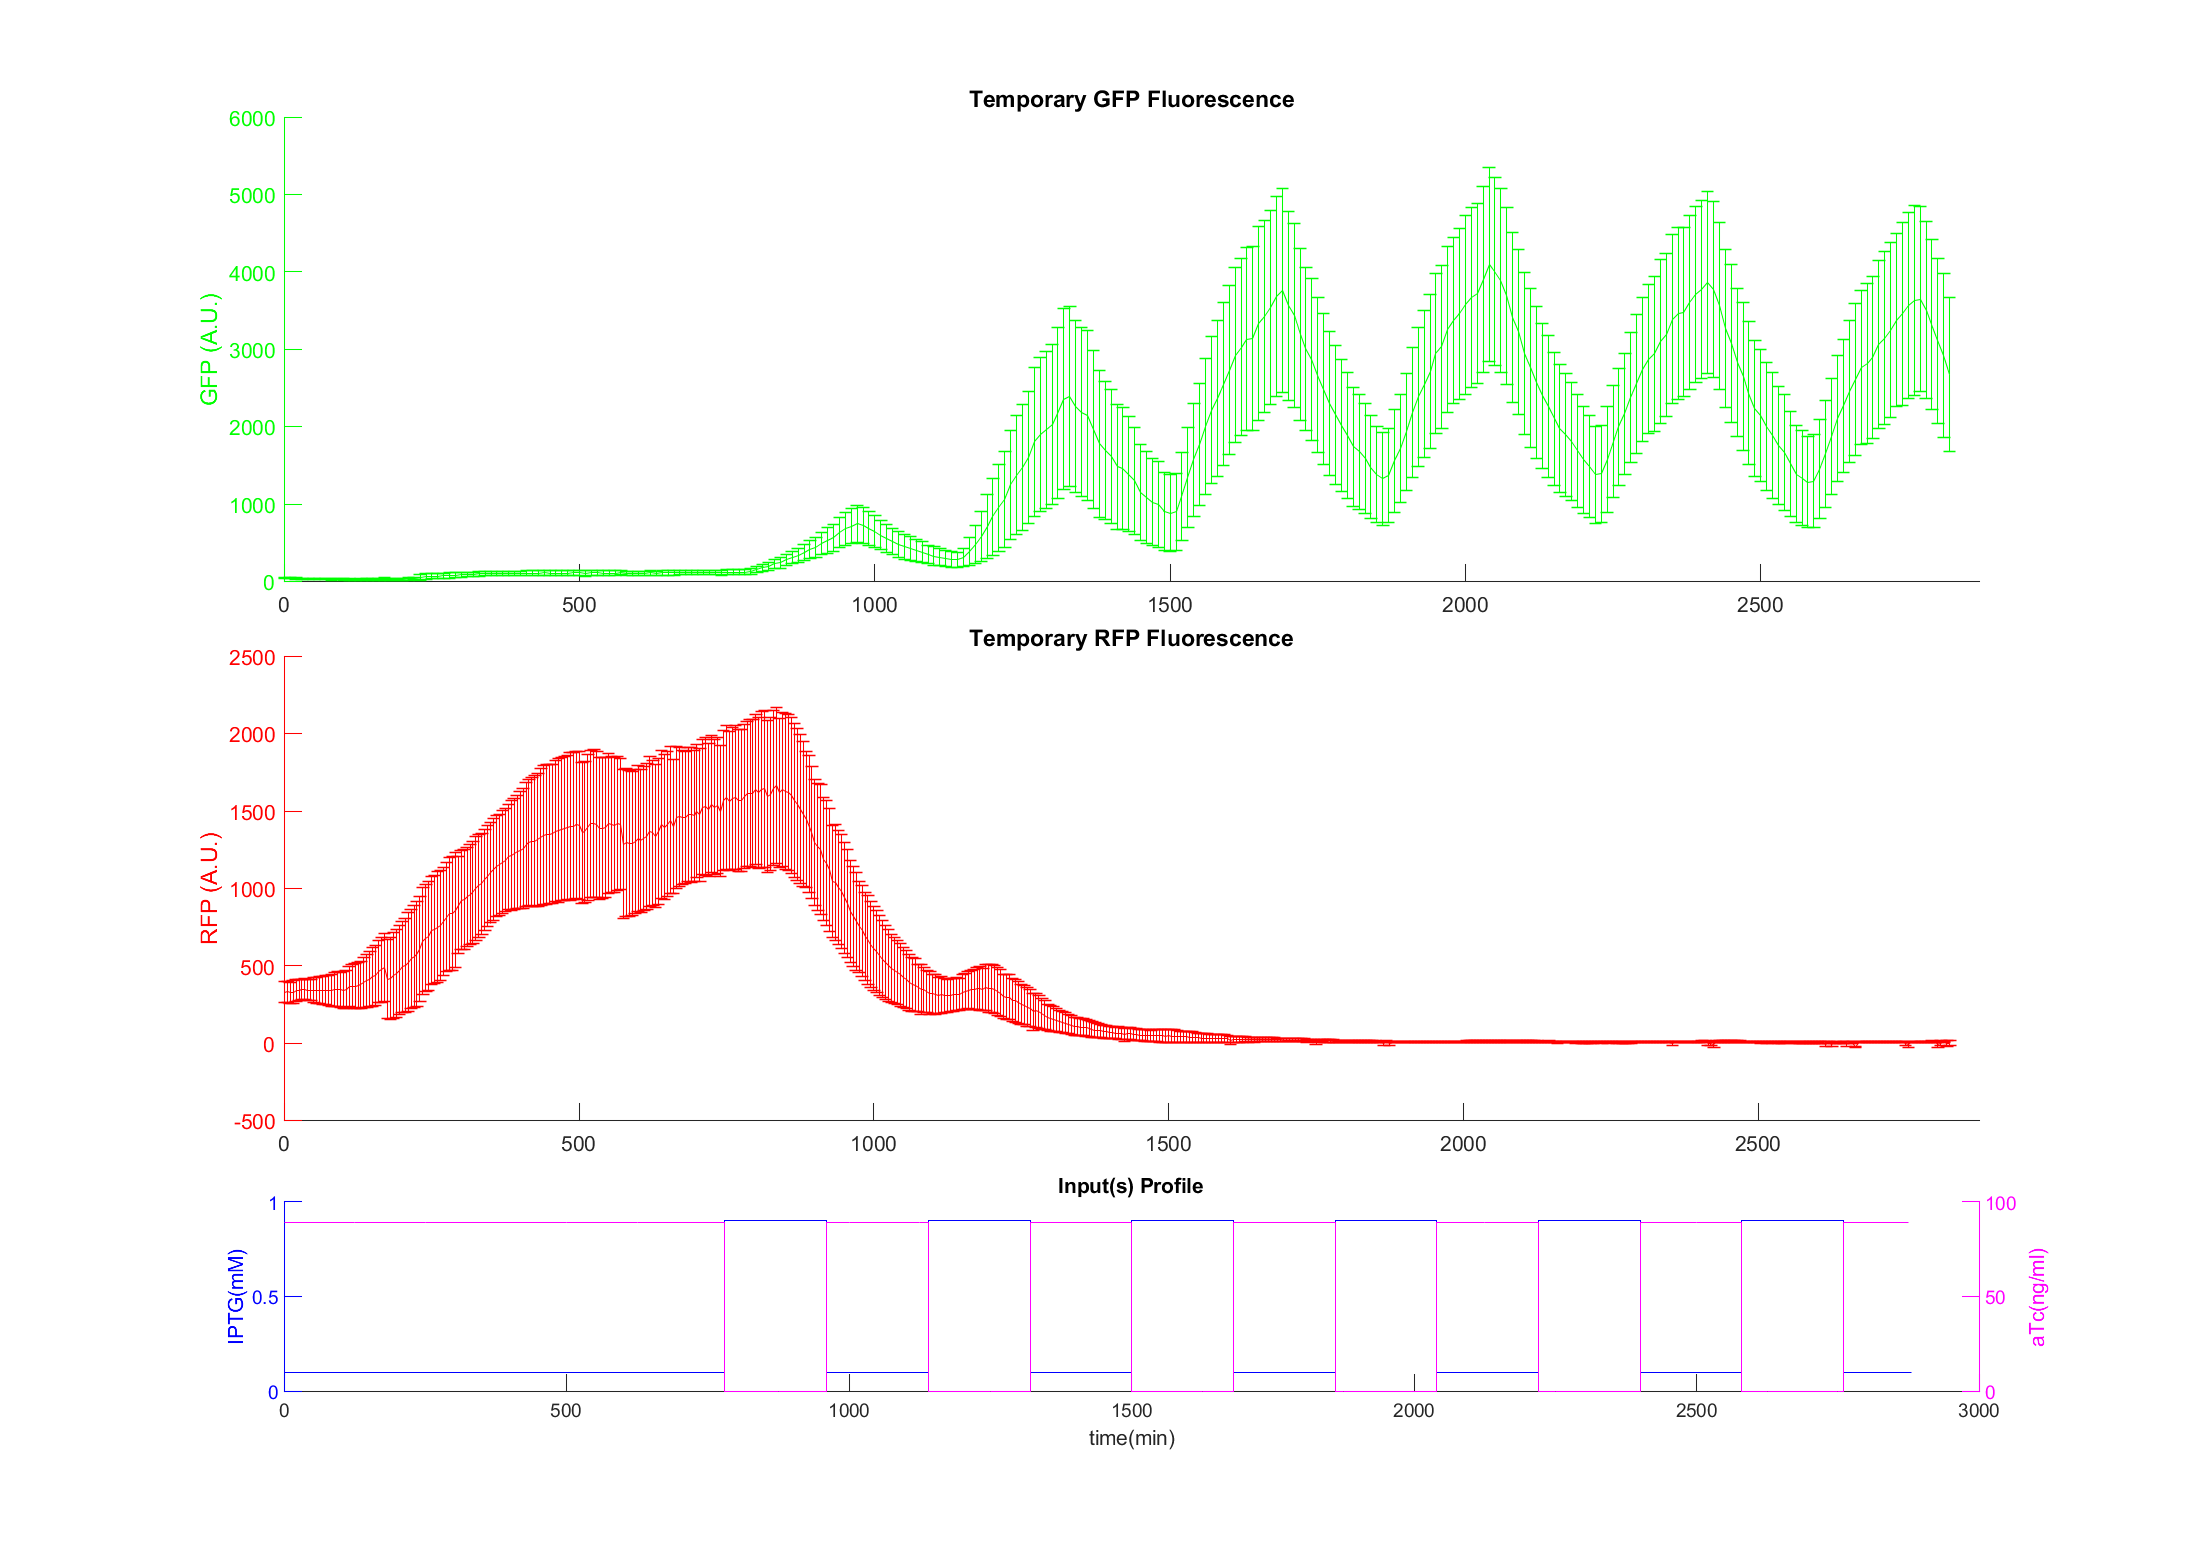 Temporary GFP Fluorescence
6000
5000
4000
3000
2000
1000
0
GFP (A.U.)
0 500 1000 1500 2000 2500
Temporary RFP Fluorescence
2500
2000
1500
1000
500
0
-500
RFP (A.U.)
0 500 1000 1500 2000 2500
Input(s) Profile
1
0.5
0
IPTG(mM)
100
50
0
aTc(ng/ml)
0 500 1000 1500 2000 2500 3000
time(min)